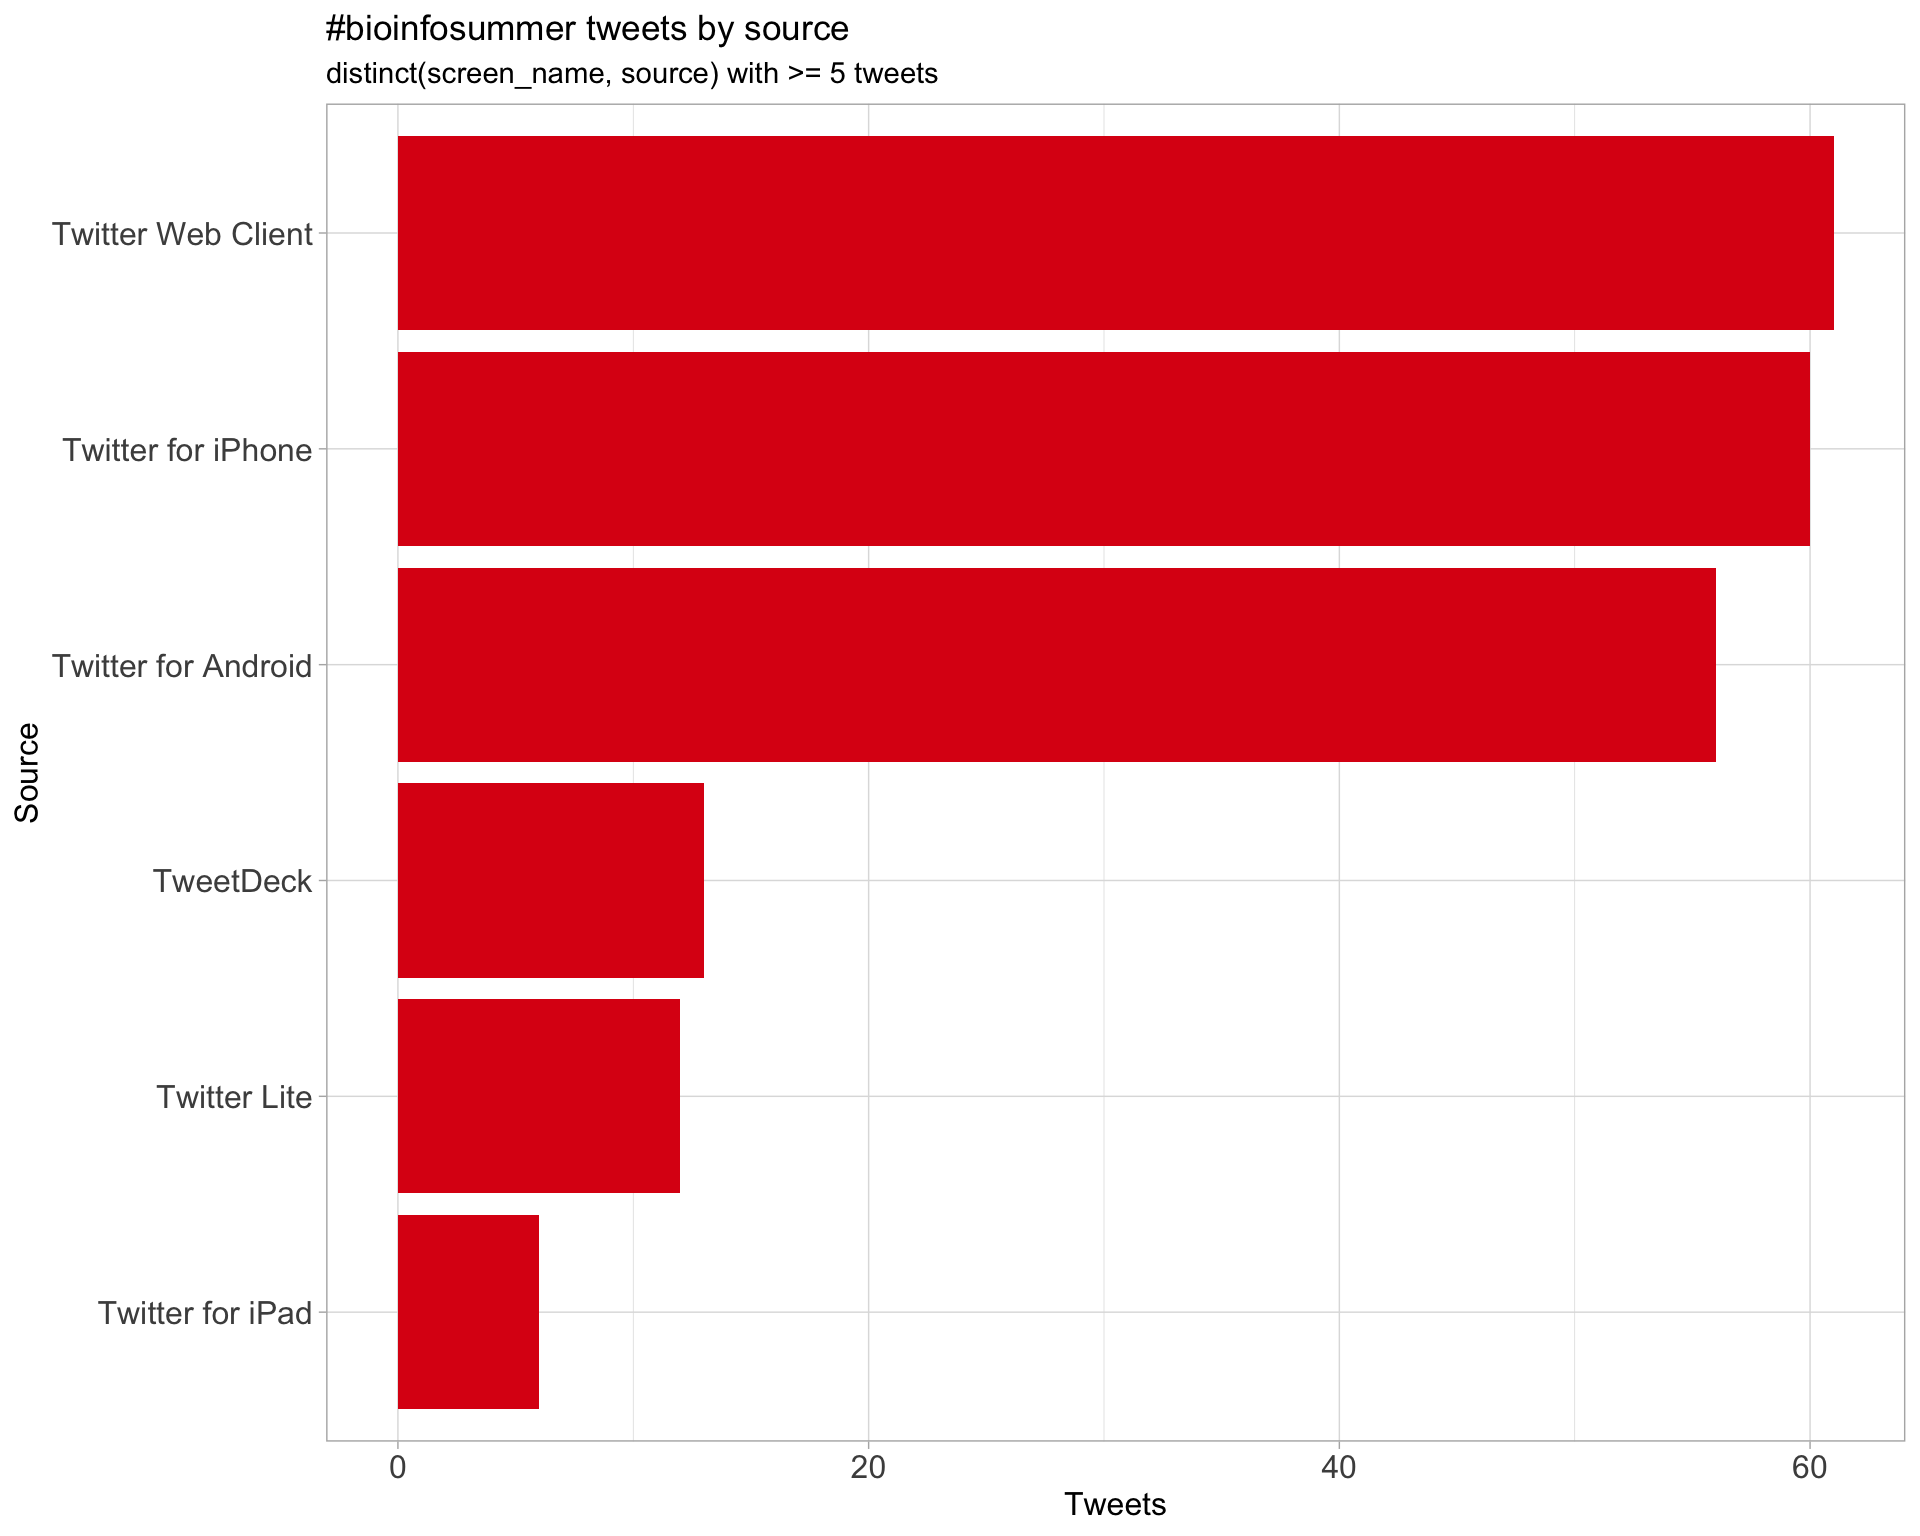 #bioinfosummer tweets by source
distinct(screen_name, source) with >= 5 tweets
Source
Twitter Web Client
Twitter for iPhone
Twitter for Android
TweetDeck
Twitter Lite
Twitter for iPad
0 20 40 60
Tweets